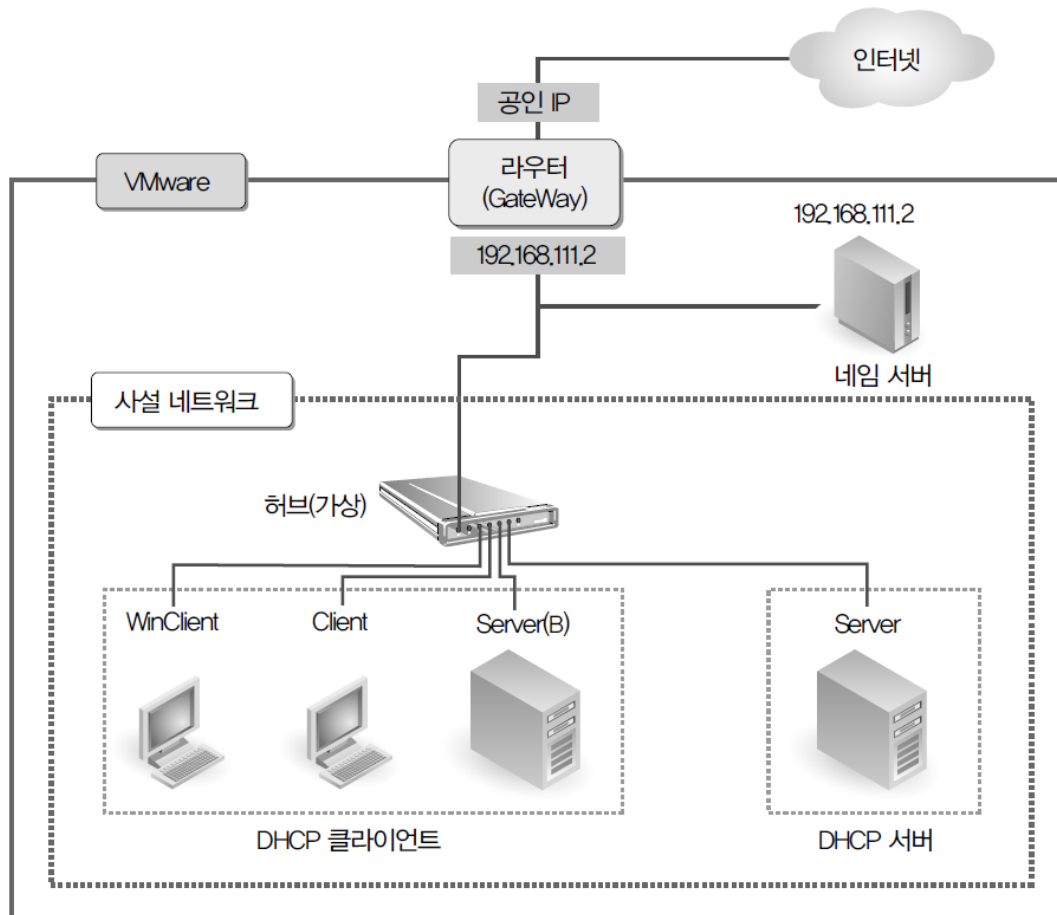 인터넷
공인 IP
라우터
(GateWay)
VMware
192.168.111.2
192.168.111.2
네임 서버
사설 네트워크
허브(가상)
WinClient
Client
Server(B)
Server
DHCP 클라이언트
DHCP 서버